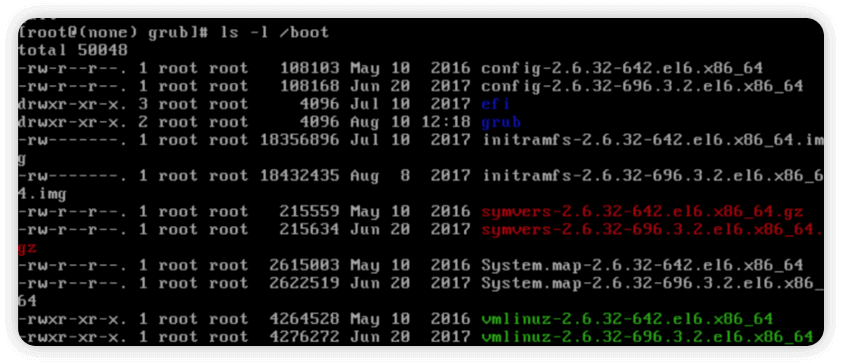 [root@(none) grub]# ls -l /boot
total 50048
-rw-r--r--. 1 root root   108103 May 10  2016 config-2.6.32-642.el6.x86_64
-rw-r--r--. 1 root root   108168 Jun 20  2017 config-2.6.32-696.3.2.el6.x86_64
drwxr-xr-x. 3 root root     4096 Jul 10  2017 efi
drwxr-xr-x. 2 root root     4096 Aug 10 12:18 grub
-rw-------. 1 root root 18356896 Jul 10  2017 initramfs-2.6.32-642.el6.x86_64.im
g
-rw-------. 1 root root 18432435 Aug  8  2017 initramfs-2.6.32-696.3.2.el6.x86_6
4.img
-rw-r--r--. 1 root root   215559 May 10  2016 symvers-2.6.32-642.el6.x86_64.gz
-rw-r--r--. 1 root root   215634 Jun 20  2017 symvers-2.6.32-696.3.2.el6.x86_64.
gz
-rw-r--r--. 1 root root  2615003 May 10  2016 System.map-2.6.32-642.el6.x86_64
-rw-r--r--. 1 root root  2622519 Jun 20  2017 System.map-2.6.32-696.3.2.el6.x86_
64
-rwxr-xr-x. 1 root root  4264528 May 10  2016 vmlinuz-2.6.32-642.el6.x86_64
-rwxr-xr-x. 1 root root  4276272 Jun 20  2017 vmlinuz-2.6.32-696.3.2.el6.x86_64